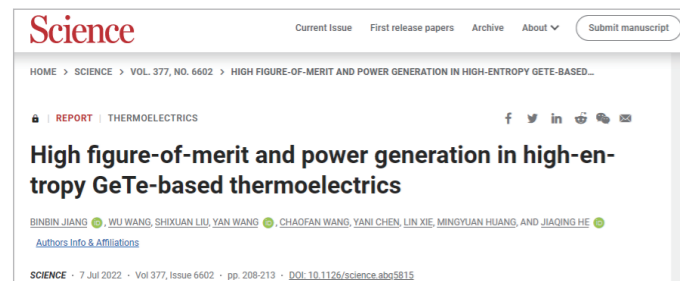 Science
Current Issue First release papers Archive About Submit manuscript
HOME > SCIENCE > VOL. 377, NO. 6602 > HIGH FIGURE-OF-MERIT AND POWER GENERATION IN HIGH-ENTROPY GETE-BASED…
REPORT | THERMOELECTRICS
High figure-of-merit and power generation in high-en-
tropy GeTe-based thermoelectrics
BINBIN JIANG, WU WANG, SHIXUAN LIU, YAN WANG, CHAOFAN WANG, YANI CHEN, LIN XIE, MINGYUAN HUANG, AND JIAQING HE
Authors Info & Affiliations
SCIENCE · 7 Jul 2022 · Vol 377, Issue 6602 · pp. 208-213 · DOI: 10.1126/science.abq5815